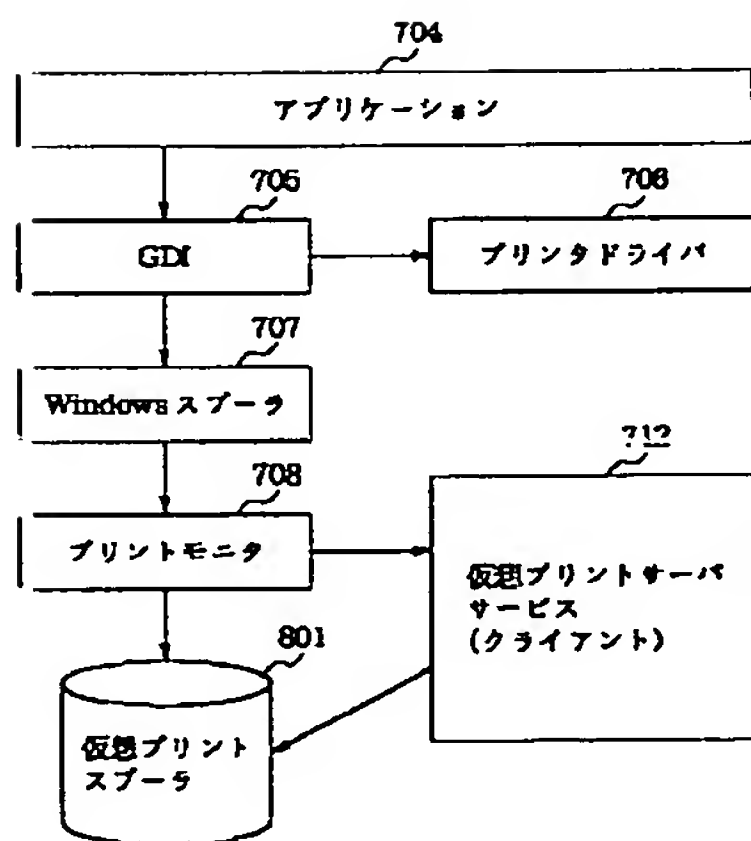 704
アプリケーション
705
GDI
706
プリンタドライバ
707
Windowsスプーラ
708
プリントモニタ
712
仮想プリントサーバ
サービス
(クライアント)
801
仮想プリント
スプーラ